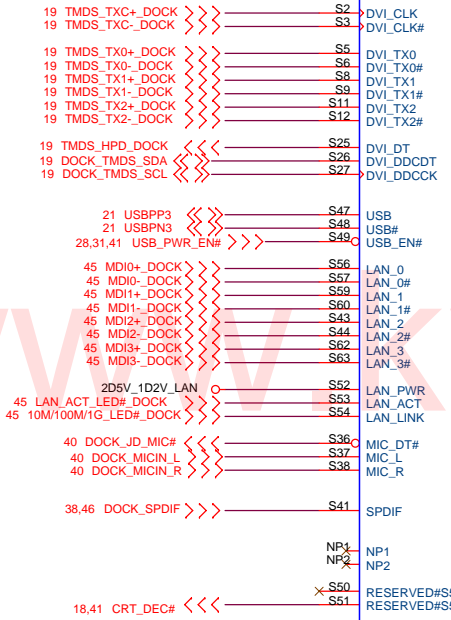 19 TMDS_TXC+_DOCK S2 DVI_CLK
19 TMDS_TXC-_DOCK S3 DVI_CLK#
19 TMDS_TX0+_DOCK S5 DVI_TX0
19 TMDS_TX0-_DOCK S6 DVI_TX0#
19 TMDS_TX1+_DOCK S8 DVI_TX1
19 TMDS_TX1-_DOCK S9 DVI_TX1#
19 TMDS_TX2+_DOCK S11 DVI_TX2
19 TMDS_TX2-_DOCK S12 DVI_TX2#
19 TMDS_HPD_DOCK S25 DVI_DT
19 DOCK_TMDS_SDA S26 DVI_DDCDT
19 DOCK_TMDS_SCL S27 DVI_DDCCK
21 USBPP3 S47 USB
21 USBPN3 S48 USB#
28,31,41 USB_PWR_EN# S49 USB_EN#
45 MDI0+_DOCK S56 LAN_0
45 MDI0-_DOCK S57 LAN_0#
45 MDI1+_DOCK S59 LAN_1
45 MDI1-_DOCK S60 LAN_1#
45 MDI2+_DOCK S43 LAN_2
45 MDI2-_DOCK S44 LAN_2#
45 MDI3+_DOCK S62 LAN_3
45 MDI3-_DOCK S63 LAN_3#
2D5V_1D2V_LAN S52 LAN_PWR
45 LAN_ACT_LED#_DOCK S53 LAN_ACT
45 10M/100M/1G_LED#_DOCK S54 LAN_LINK
40 DOCK_JD_MIC# S36 MIC_DT#
40 DOCK_MICIN_L S37 MIC_L
40 DOCK_MICIN_R S38 MIC_R
38,46 DOCK_SPDIF S41 SPDIF
NP1 NP1
NP2 NP2
S50 RESERVED#S5
18,41 CRT_DEC# S51 RESERVED#S5